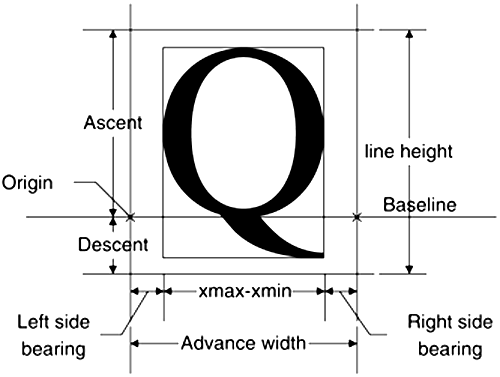 Ascent
Q
line height
Origin
Baseline
Descent
xmax-xmin
Left side
bearing
Right side
bearing
Advance width